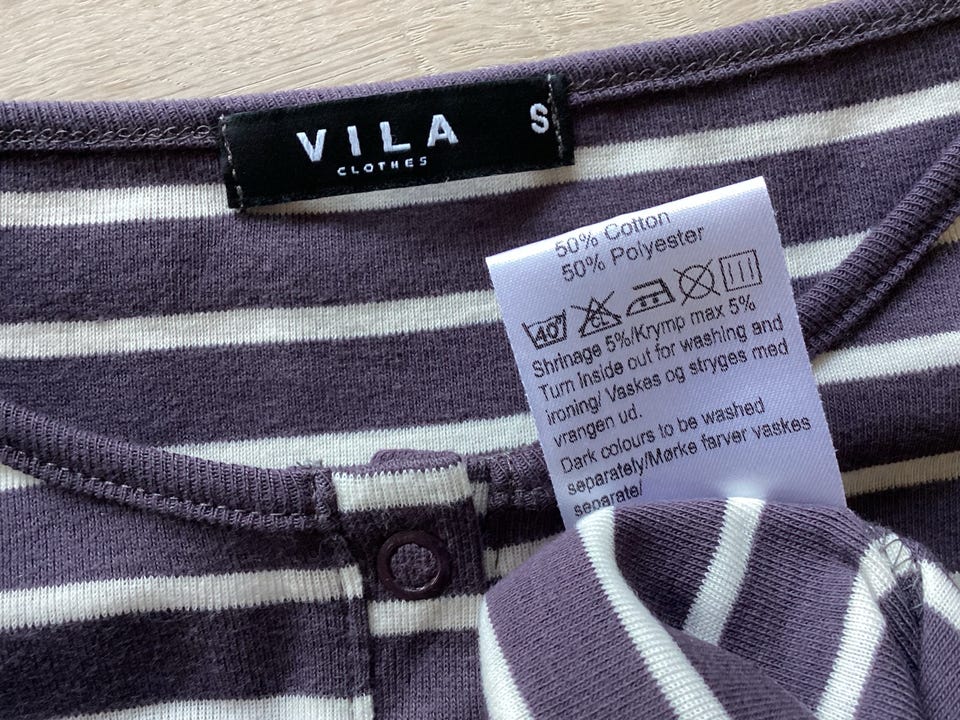 VILA
CLOTHES
S
50% Cotton
50% Polyester
40°
CL
Shrinage 5%/Krymp max 5%
Turn Inside out for washing and
ironing/ Vaskes og stryges med
vrangen ud.
Dark colours to be washed
separately/Mørke farver vaskes
separate/